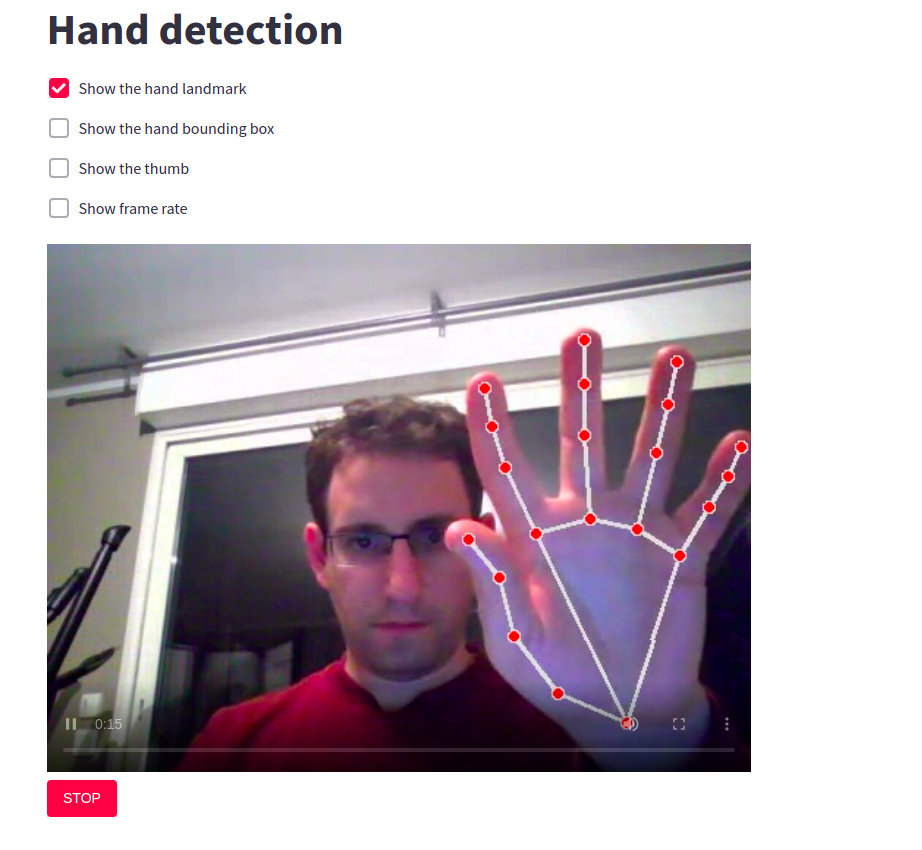 Hand detection
Show the hand landmark
Show the hand bounding box
Show the thumb
Show frame rate
0:15
STOP